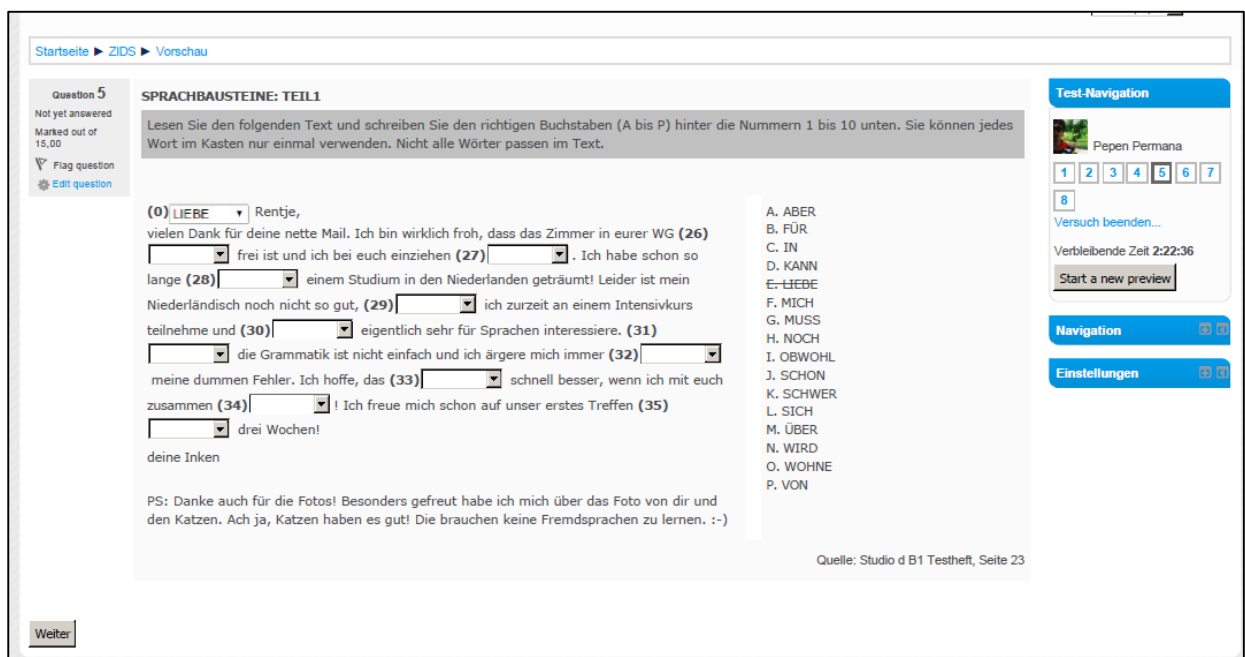 Startseite ► ZIDS ► Vorschau
Question 5
Not yet answered
Marked out of
15,00
Flag question
Edit question
SPRACHBAUSTEINE: TEIL1
Lesen Sie den folgenden Text und schreiben Sie den richtigen Buchstaben (A bis P) hinter die Nummern 1 bis 10 unten. Sie können jedes
Wort im Kasten nur einmal verwenden. Nicht alle Wörter passen im Text.
(0) LIEBE Rentje,
vielen Dank für deine nette Mail. Ich bin wirklich froh, dass das Zimmer in eurer WG (26)
frei ist und ich bei euch einziehen (27) . Ich habe schon so
lange (28) einem Studium in den Niederlanden geträumt! Leider ist mein
Niederländisch noch nicht so gut, (29) ich zurzeit an einem Intensivkurs
teilnehme und (30) eigentlich sehr für Sprachen interessiere. (31)
die Grammatik ist nicht einfach und ich ärgere mich immer (32)
meine dummen Fehler. Ich hoffe, das (33) schnell besser, wenn ich mit euch
zusammen (34) ! Ich freue mich schon auf unser erstes Treffen (35)
drei Wochen!
deine Inken
PS: Danke auch für die Fotos! Besonders gefreut habe ich mich über das Foto von dir und
den Katzen. Ach ja, Katzen haben es gut! Die brauchen keine Fremdsprachen zu lernen. :-)
A. ABER
B. FÜR
C. IN
D. KANN
E. LIEBE
F. MICH
G. MUSS
H. NOCH
I. OBWOHL
J. SCHON
K. SCHWER
L. SICH
M. ÜBER
N. WIRD
O. WOHNE
P. VON
Quelle: Studio d B1 Testheft, Seite 23
Test-Navigation
Pepen Permana
1 2 3 4 5 6 7
8
Versuch beenden...
Verbleibende Zeit 2:22:36
Start a new preview
Navigation
Einstellungen
Weiter